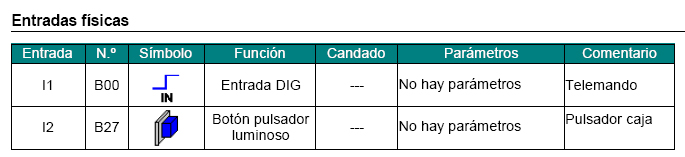 Entradas físicas
Entrada N.º Símbolo Función Candado Parámetros Comentario
I1 B00 IN Entrada DIG --- No hay parámetros Telemando
I2 B27 Botón pulsador luminoso --- No hay parámetros Pulsador caja